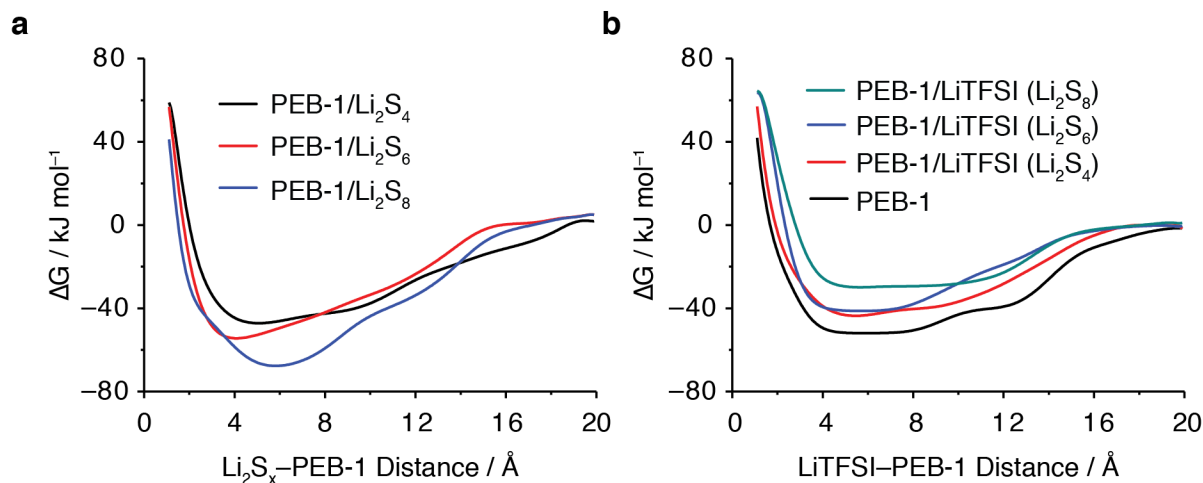 a
80
40
0
–40
–80
ΔG / kJ mol⁻¹
PEB-1/Li₂S₄
PEB-1/Li₂S₆
PEB-1/Li₂S₈
0 4 8 12 16 20
Li₂Sₓ–PEB-1 Distance / Å
b
80
40
0
–40
–80
ΔG / kJ mol⁻¹
PEB-1/LiTFSI (Li₂S₈)
PEB-1/LiTFSI (Li₂S₆)
PEB-1/LiTFSI (Li₂S₄)
PEB-1
0 4 8 12 16 20
LiTFSI–PEB-1 Distance / Å